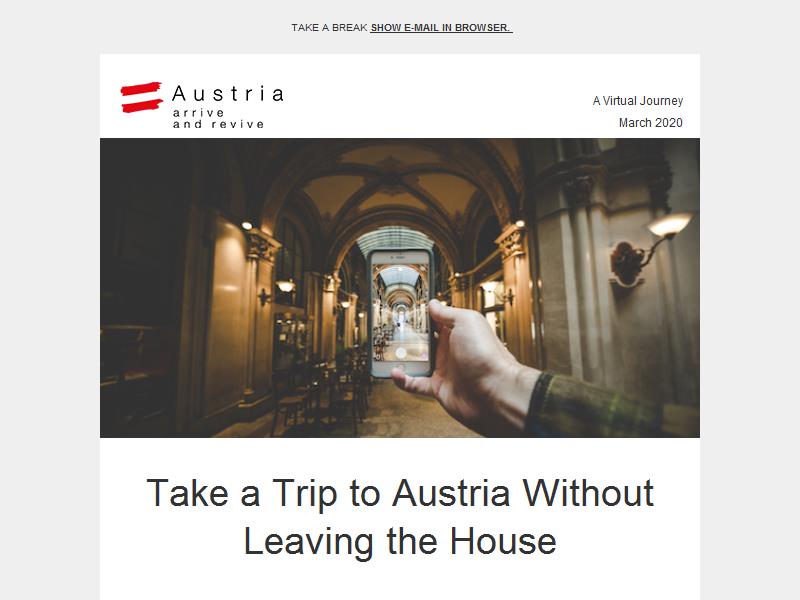 TAKE A BREAK SHOW E-MAIL IN BROWSER.
Austria
arrive
and revive
A Virtual Journey
March 2020
Take a Trip to Austria Without
Leaving the House